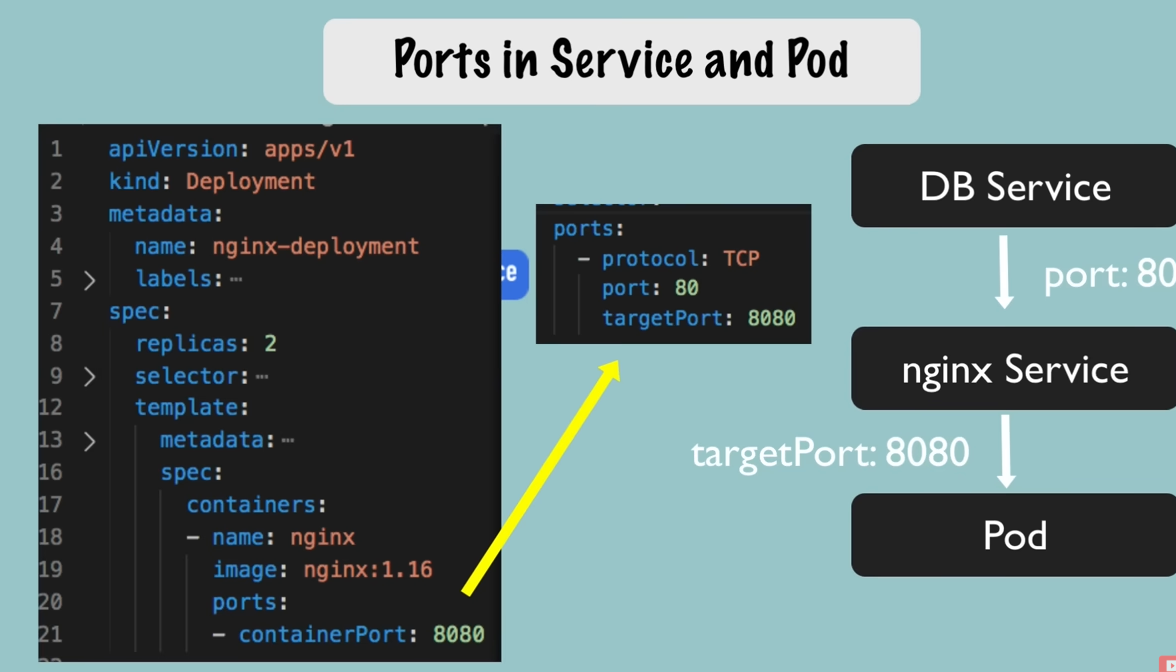 Ports in Service and Pod
1 apiVersion: apps/v1
2 kind: Deployment
3 metadata:
4 name: nginx-deployment
5 labels: ⋯
7 spec:
8 replicas: 2
9 selector: ⋯
12 template:
13 metadata: ⋯
16 spec:
17 containers:
18 - name: nginx
19 image: nginx:1.16
20 ports:
21 - containerPort: 8080
ports:
- protocol: TCP
port: 80
targetPort: 8080
DB Service
port: 80
nginx Service
targetPort: 8080
Pod